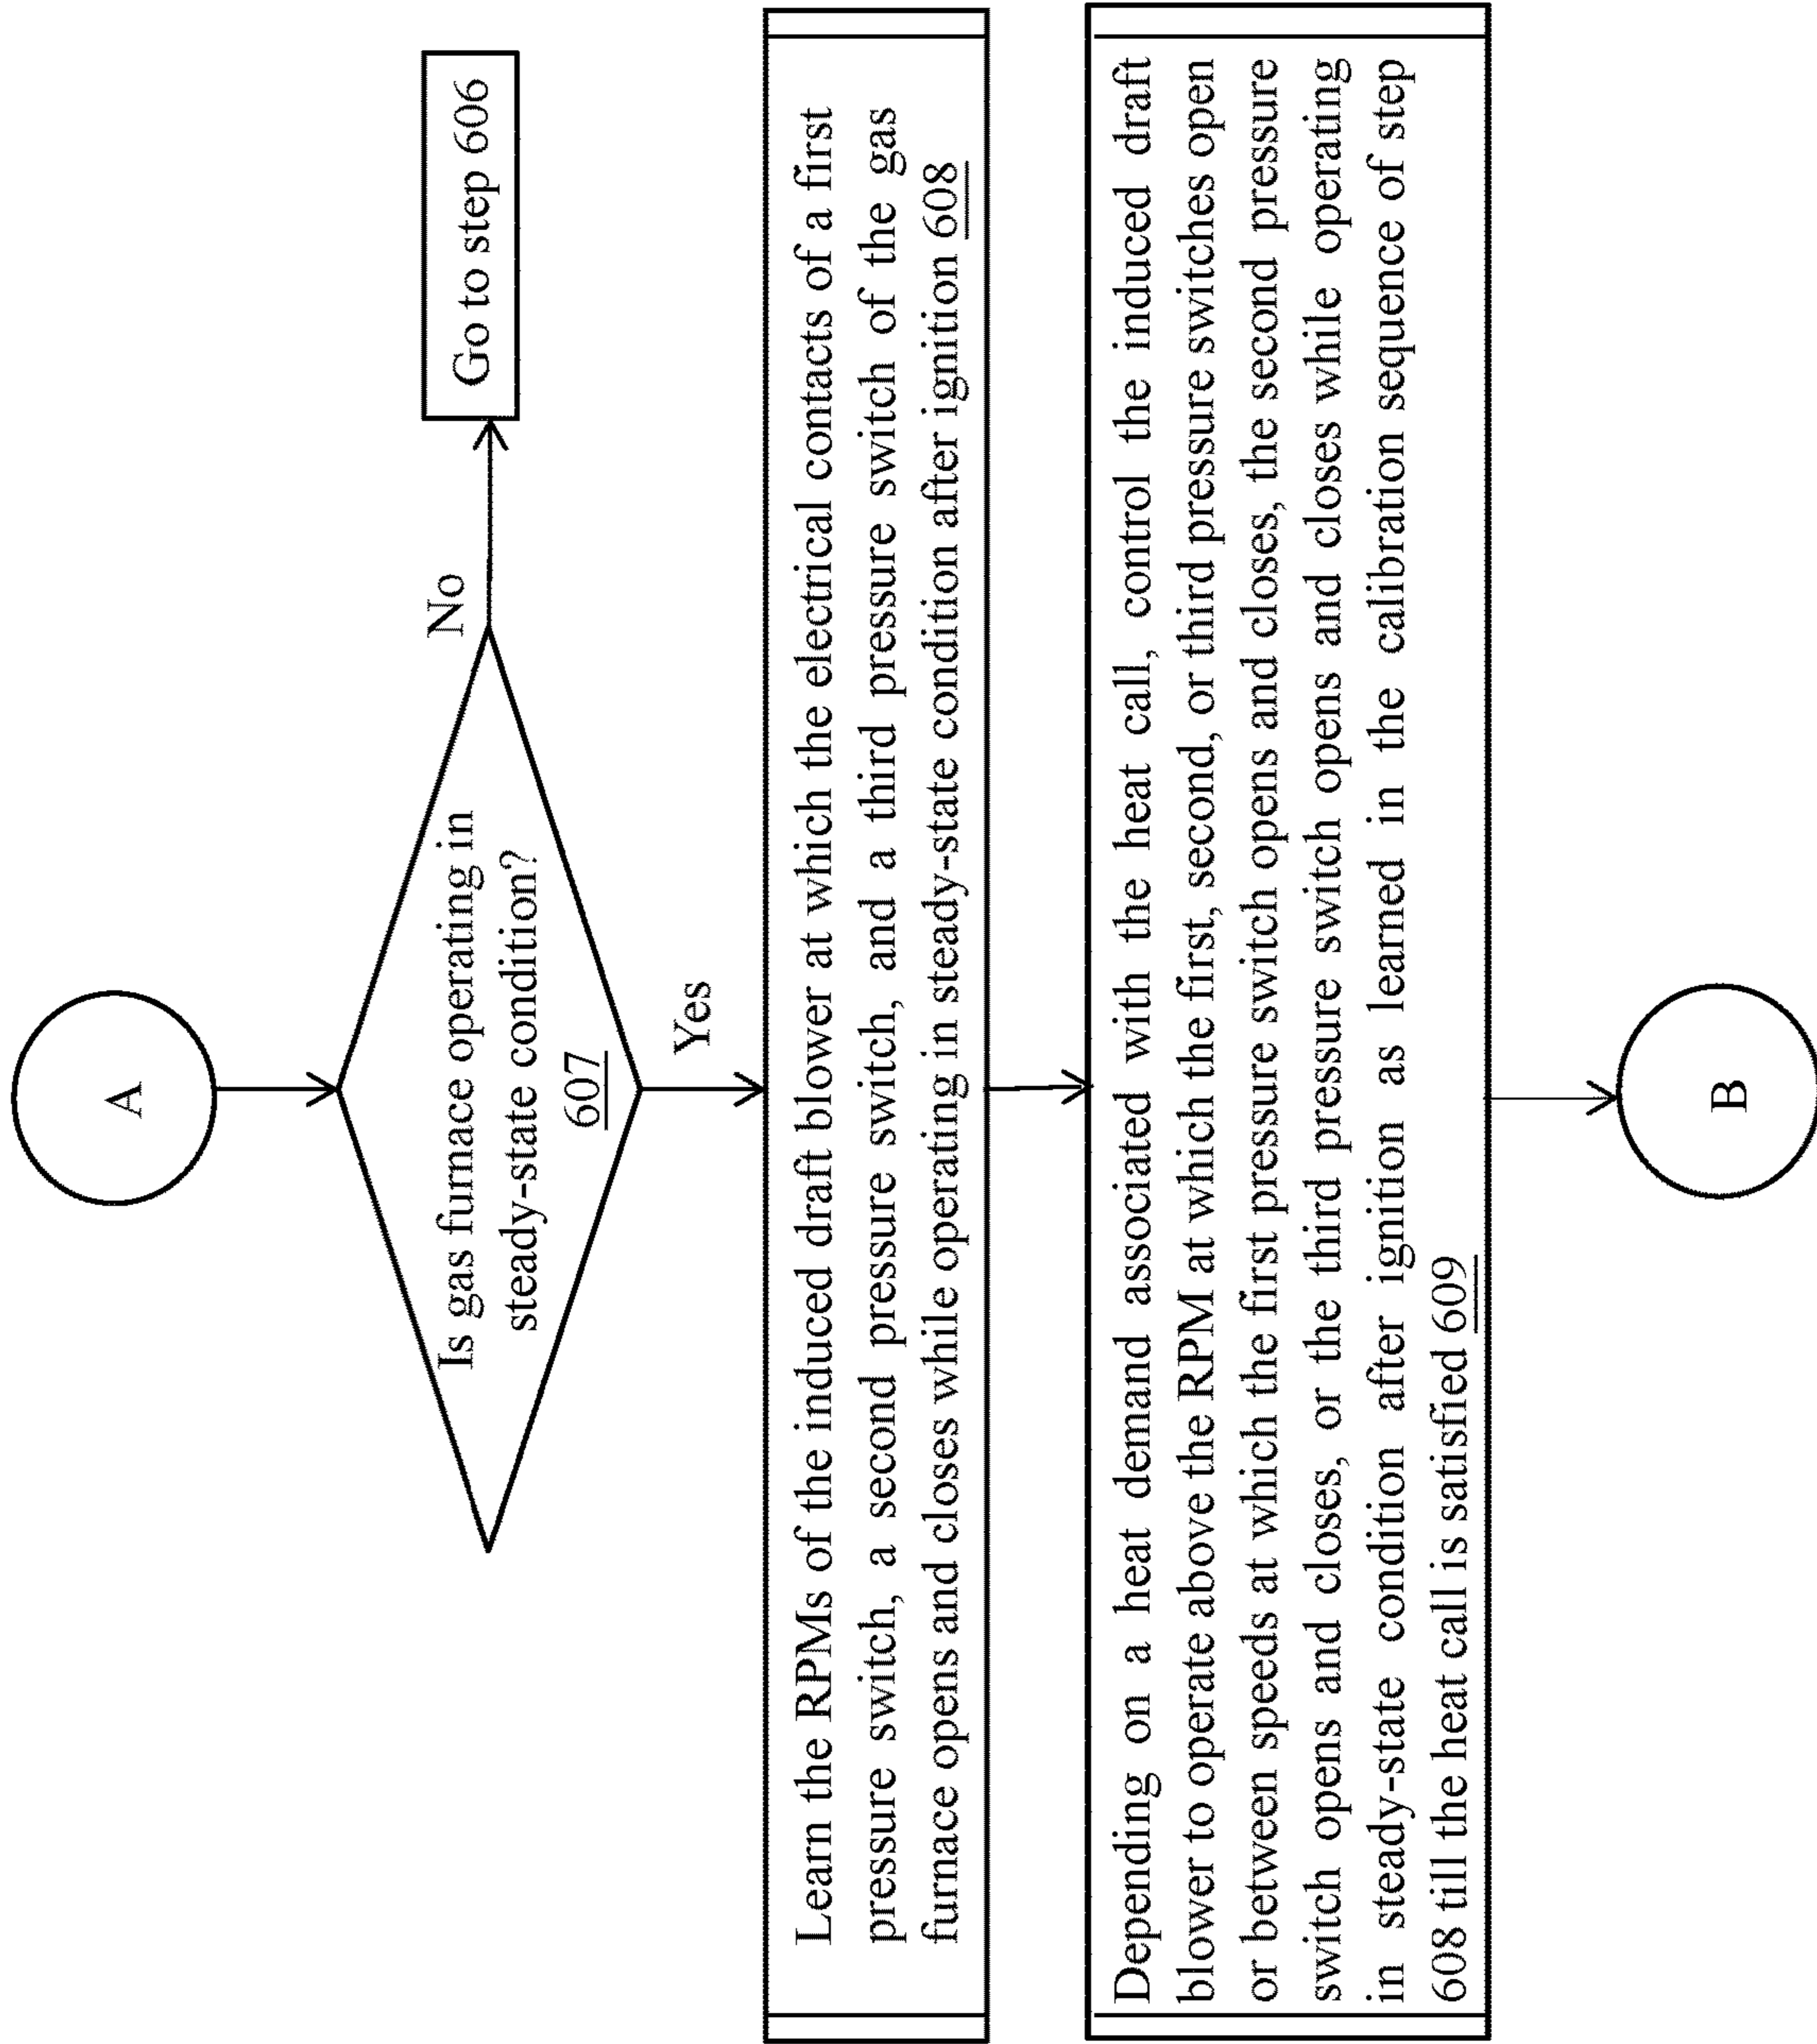 A
Is gas furnace operating in
steady-state condition?
607
No
Go to step 606
Yes
Learn the RPMs of the induced draft blower at which the electrical contacts of a first
pressure switch, a second pressure switch, and a third pressure switch of the gas
furnace opens and closes while operating in steady-state condition after ignition 608
Depending on a heat demand associated with the heat call, control the induced draft
blower to operate above the RPM at which the first, second, or third pressure switches open
or between speeds at which the first pressure switch opens and closes, the second pressure
switch opens and closes, or the third pressure switch opens and closes while operating
in steady-state condition after ignition as learned in the calibration sequence of step
608 till the heat call is satisfied 609
B